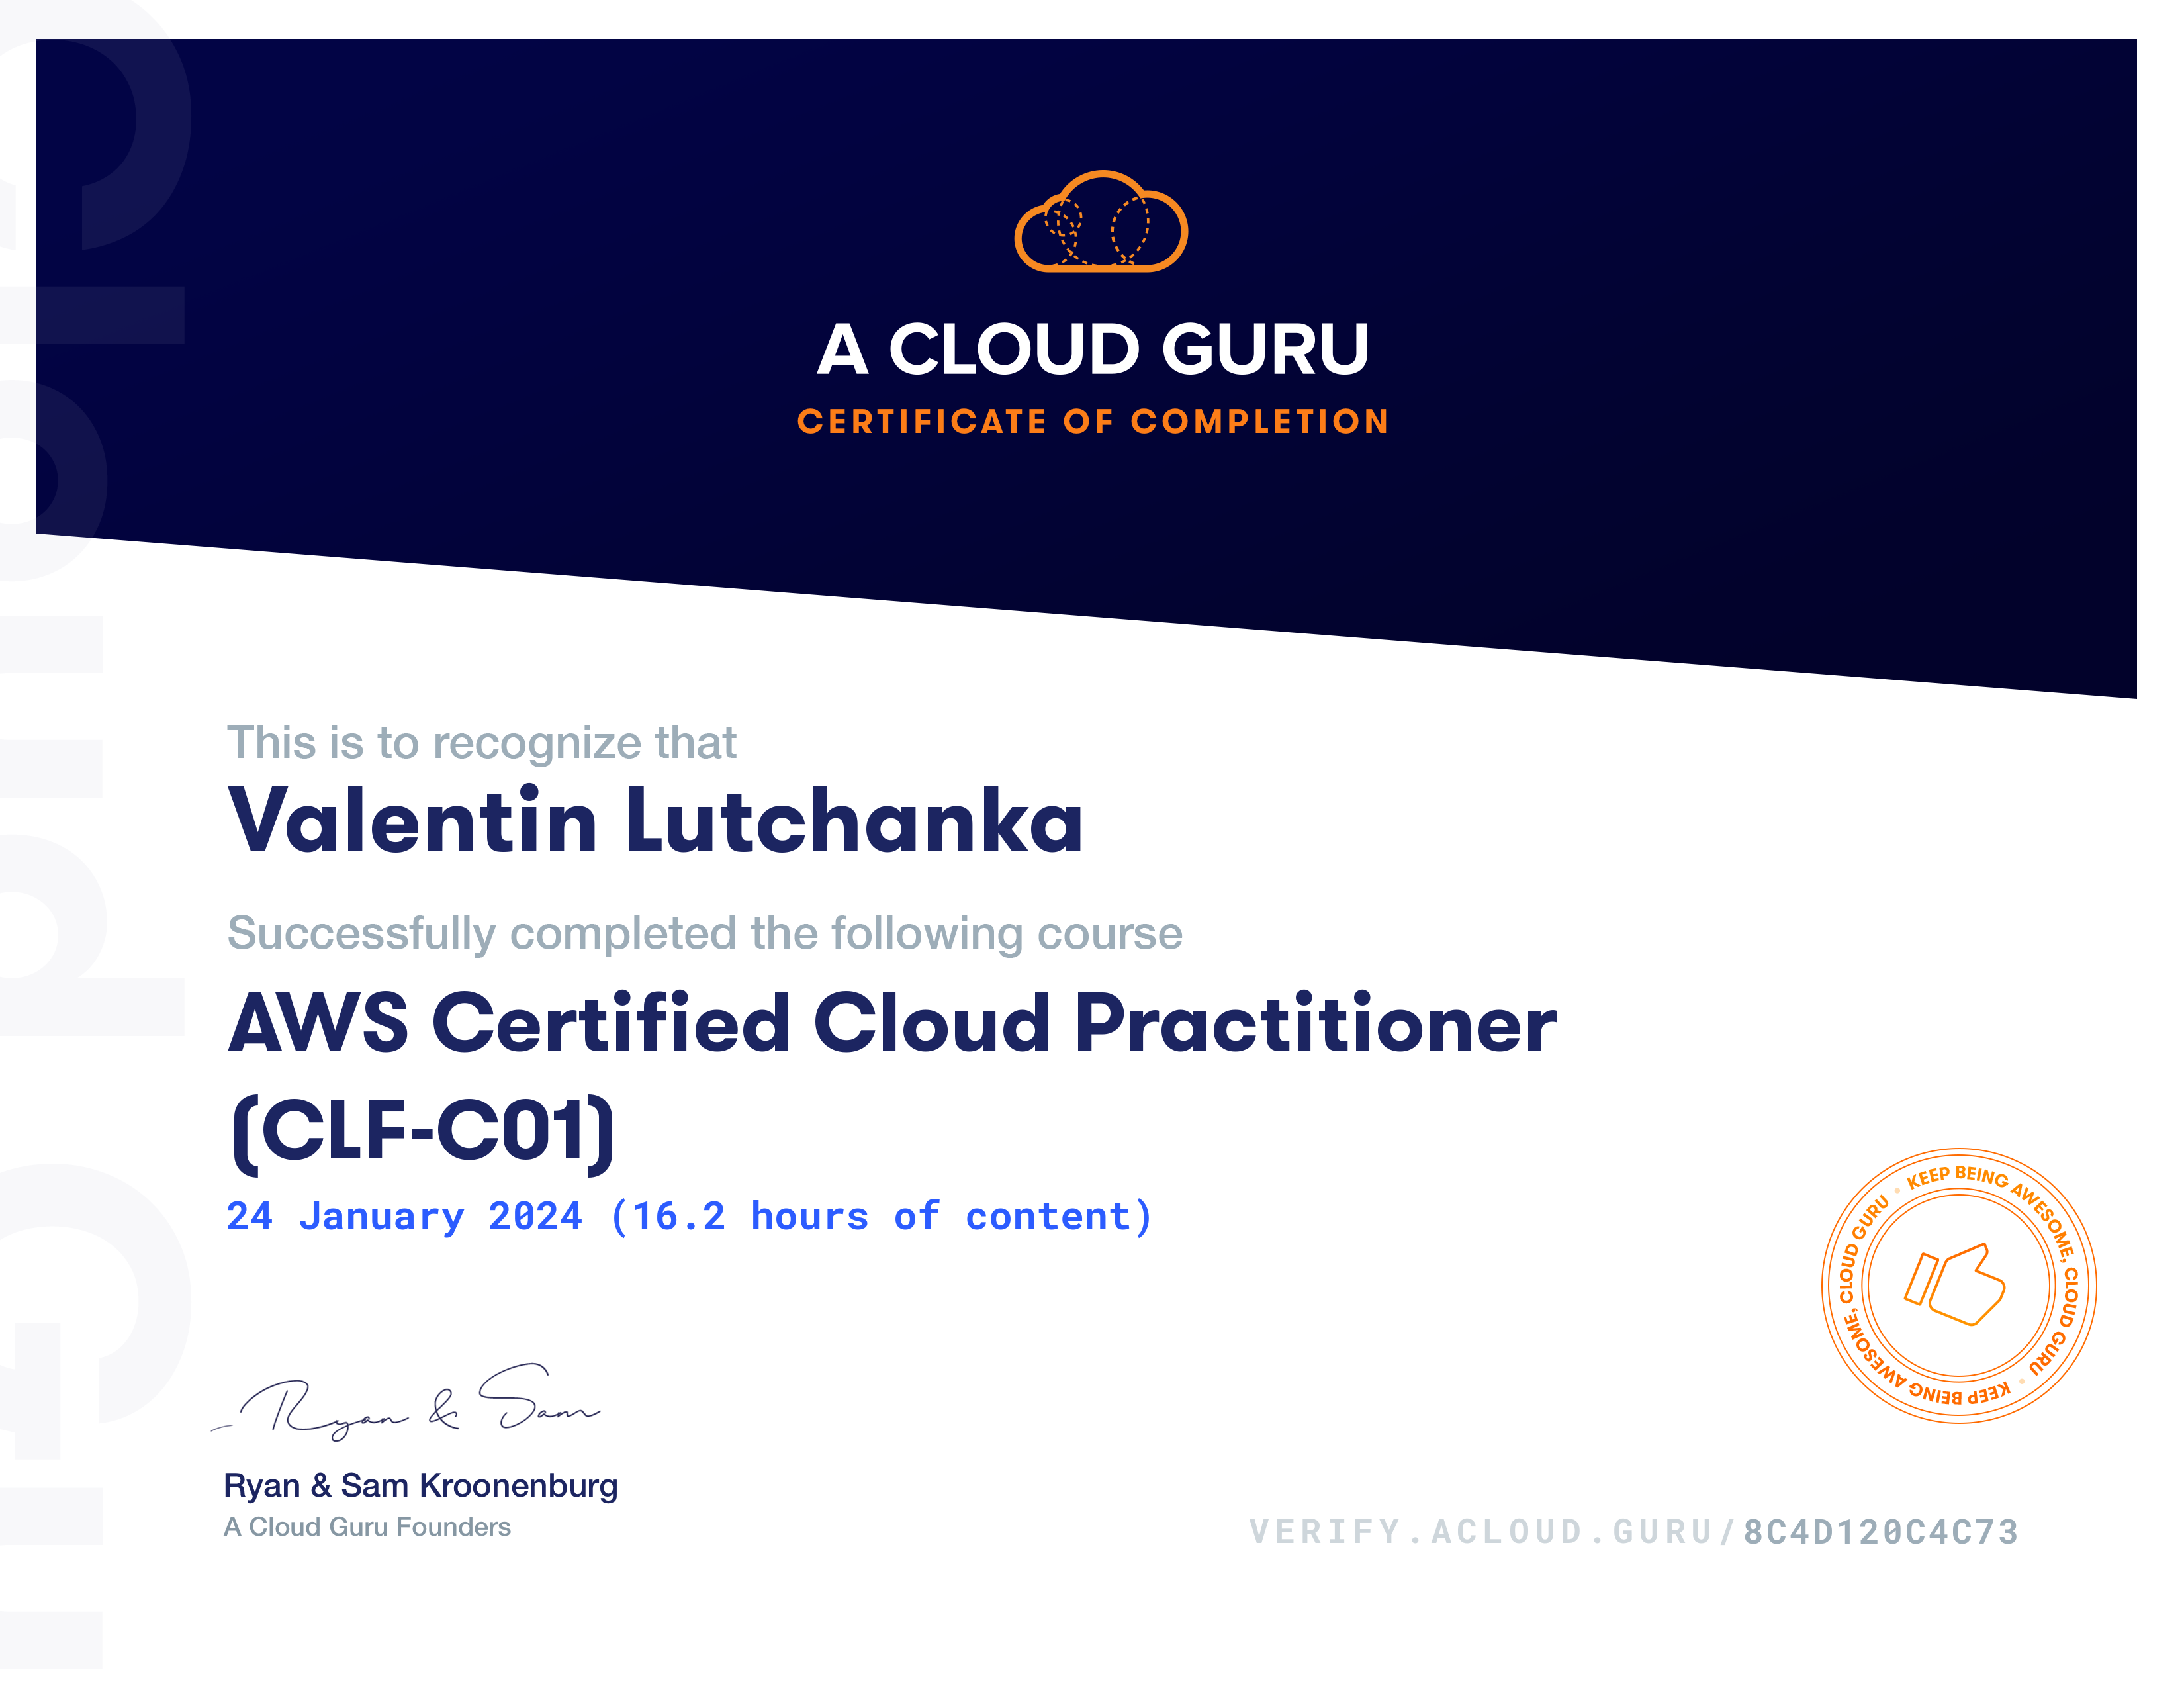 A CLOUD GURU
CERTIFICATE OF COMPLETION
This is to recognize that
Valentin Lutchanka
Successfully completed the following course
AWS Certified Cloud Practitioner
(CLF-C01)
24 January 2024 (16.2 hours of content)
KEEP BEING AWESOME, CLOUD GURU • KEEP BEING AWESOME, CLOUD GURU •
Ryan & Sam
Ryan & Sam Kroonenburg
A Cloud Guru Founders
VERIFY.ACLOUD.GURU/8C4D120C4C73